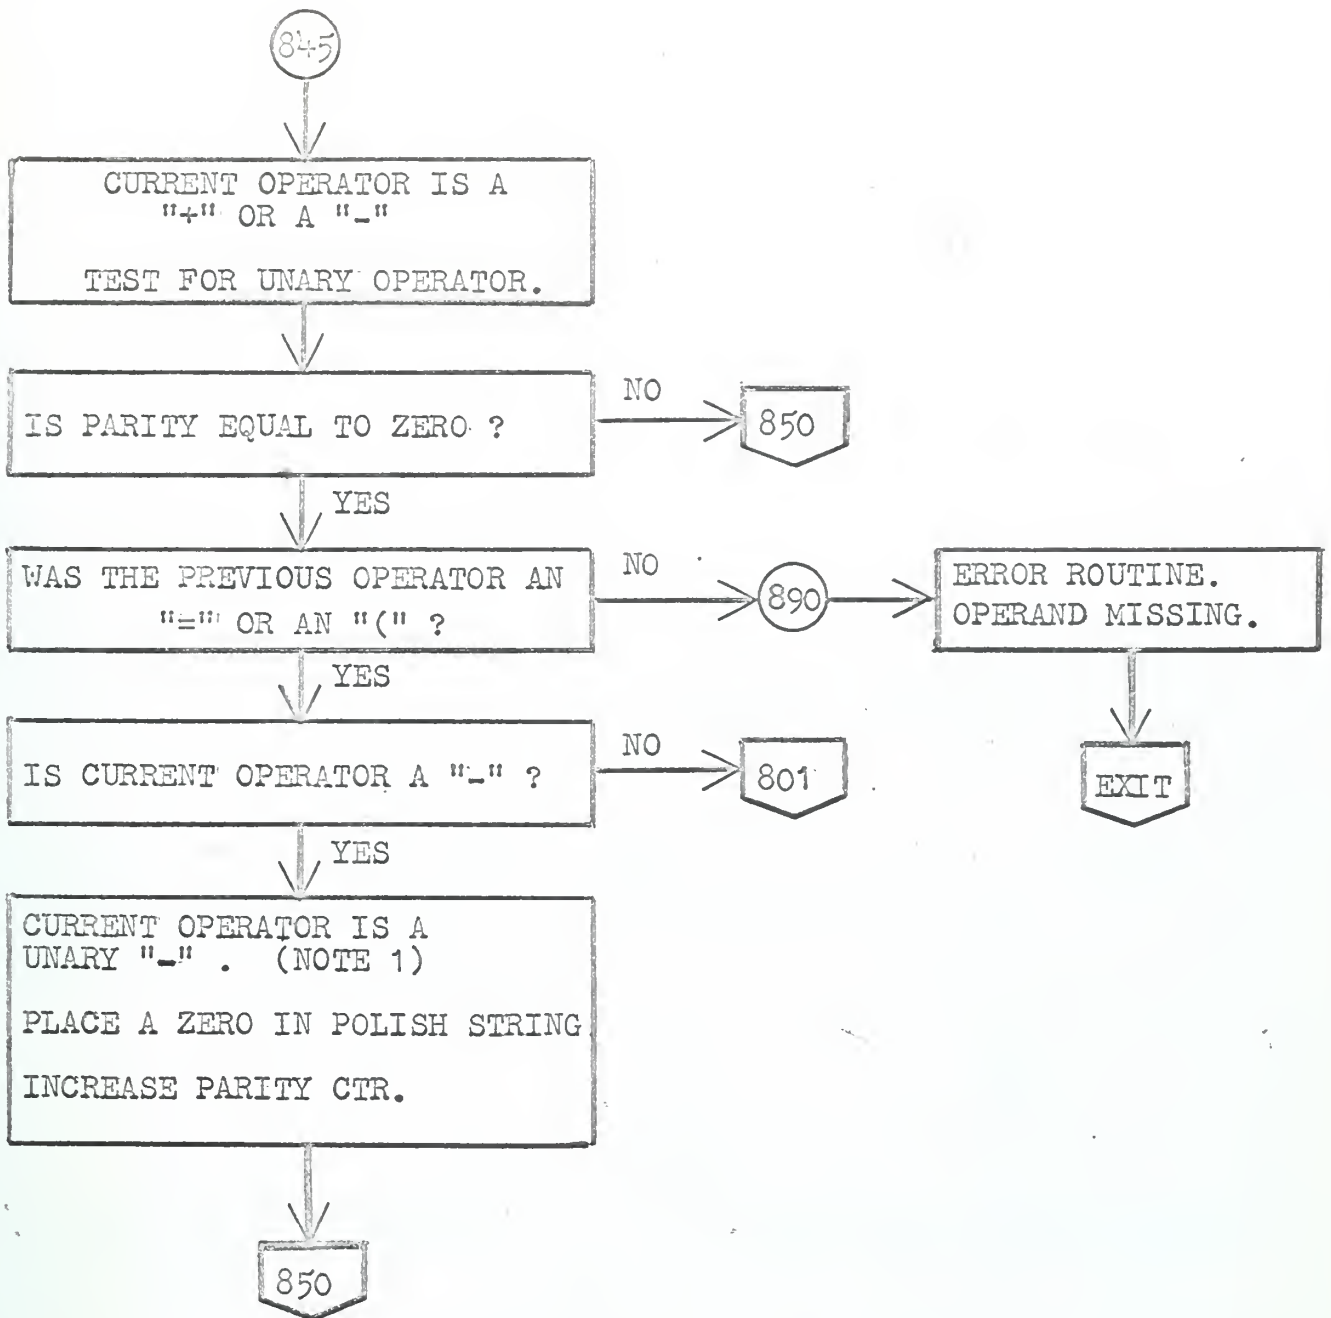 845
CURRENT OPERATOR IS A
"+" OR A "-"
TEST FOR UNARY OPERATOR.
IS PARITY EQUAL TO ZERO ?
NO
850
YES
WAS THE PREVIOUS OPERATOR AN
"=" OR AN "(" ?
NO
890
ERROR ROUTINE.
OPERAND MISSING.
EXIT
YES
IS CURRENT OPERATOR A "-" ?
NO
801
YES
CURRENT OPERATOR IS A
UNARY "-" . (NOTE 1)
PLACE A ZERO IN POLISH STRING
INCREASE PARITY CTR.
850